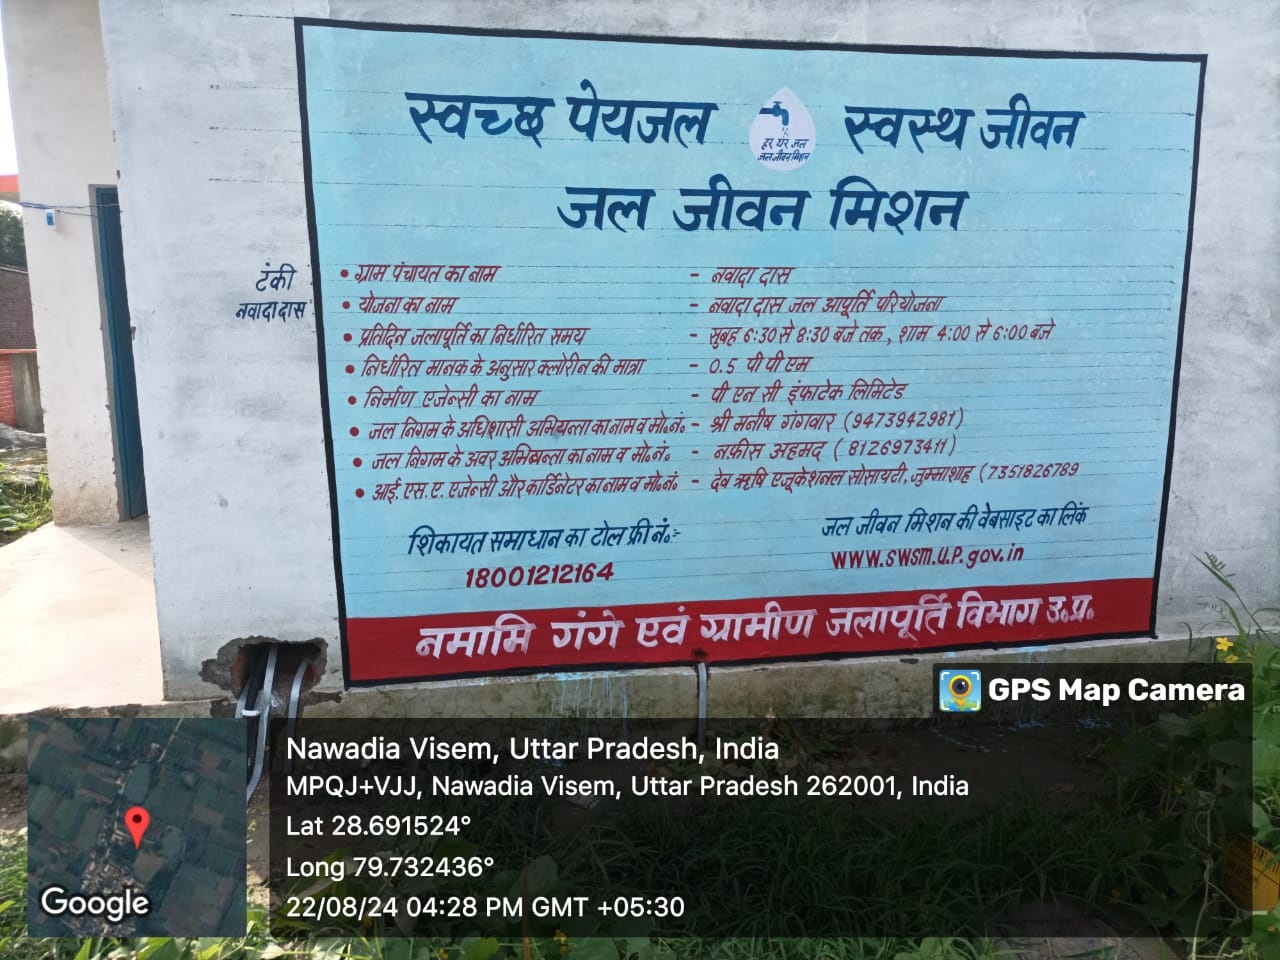 स्वच्छ पेयजल स्वस्थ जीवन
हर घर जल
जल जीवन मिशन
जल जीवन मिशन
टंकी
नवादा दास
• ग्राम पंचायत का नाम - नवादा दास
• योजना का नाम - नवादा दास जल आपूर्ति परियोजना
• प्रतिदिन जलापूर्ति का निर्धारित समय - सुबह 6:30 से 8:30 बजे तक, शाम 4:00 से 6:00 बजे
• निर्धारित मानक के अनुसार क्लोरीन की मात्रा - 0.5 पी पी एम
• निर्माण एजेन्सी का नाम - पी एन सी इंफ्राटेक लिमिटेड
• जल निगम के अधिशासी अभियन्ता का नाम व मो.नं. - श्री मनीष गंगवार (9473942981)
• जल निगम के अवर अभियन्ता का नाम व मो.नं. - नफीस अहमद (8126973411)
• आई.एस.ए. एजेन्सी और कार्डिनेटर का नाम व मो.नं. - देव ऋषि एजूकेशनल सोसायटी, जुम्माशाह (7351826789
शिकायत समाधान का टोल फ्री नं.:-
18001212164
जल जीवन मिशन की वेबसाइट का लिंक
www.swsm.u.p.gov.in
नमामि गंगे एवं ग्रामीण जलापूर्ति विभाग उ.प्र.
GPS Map Camera
Nawadia Visem, Uttar Pradesh, India
MPQJ+VJJ, Nawadia Visem, Uttar Pradesh 262001, India
Lat 28.691524°
Long 79.732436°
22/08/24 04:28 PM GMT +05:30
Google